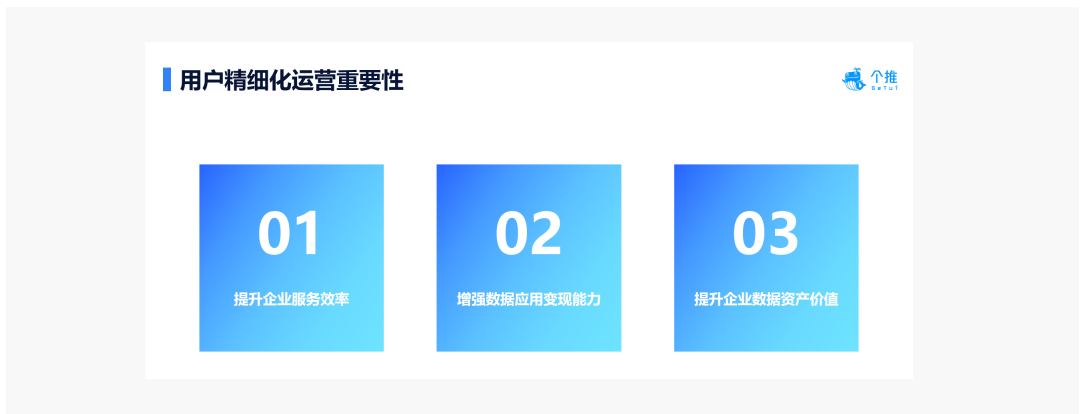 用户精细化运营重要性
个推
GeTui
01
02
03
提升企业服务效率
增强数据应用变现能力
提升企业数据资产价值